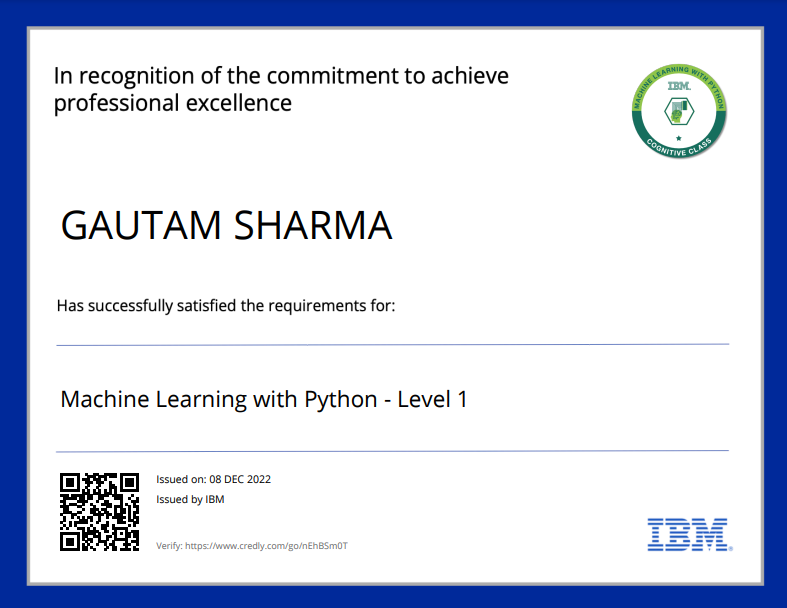 In recognition of the commitment to achieve
professional excellence
MACHINE LEARNING WITH PYTHON
IBM.
COGNITIVE CLASS
GAUTAM SHARMA
Has successfully satisfied the requirements for:
Machine Learning with Python - Level 1
Issued on: 08 DEC 2022
Issued by IBM
Verify: https://www.credly.com/go/nEhBSm0T
IBM®